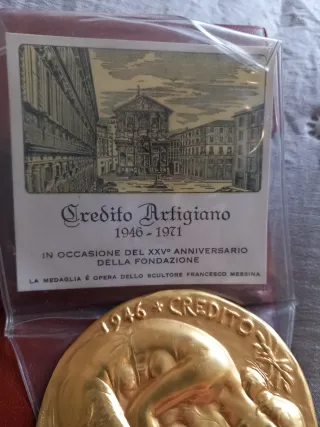 Credito Artigiano
1946 - 1971
IN OCCASIONE DEL XXV° ANNIVERSARIO
DELLA FONDAZIONE
LA MEDAGLIA È OPERA DELLO SCULTORE FRANCESCO MESSINA
1946 * CREDITO